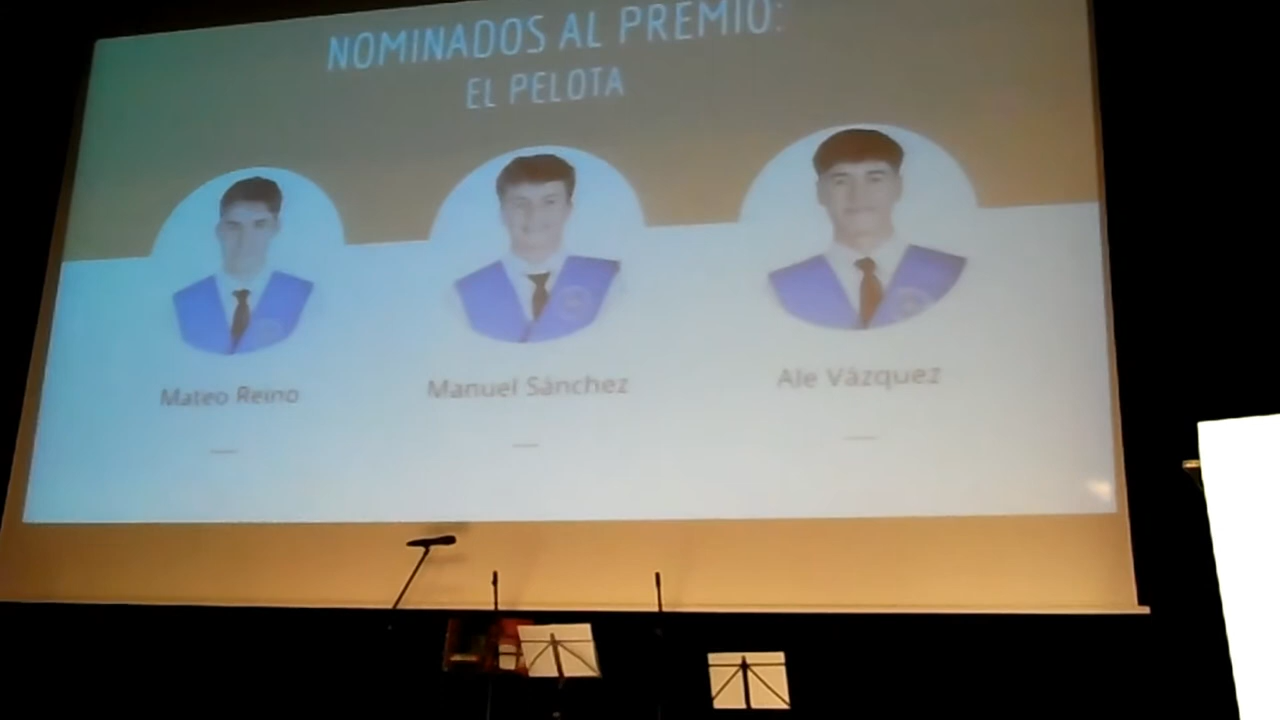 NOMINADOS AL PREMIO:
EL PELOTA
Mateo Reino
Manuel Sánchez
Ale Vázquez